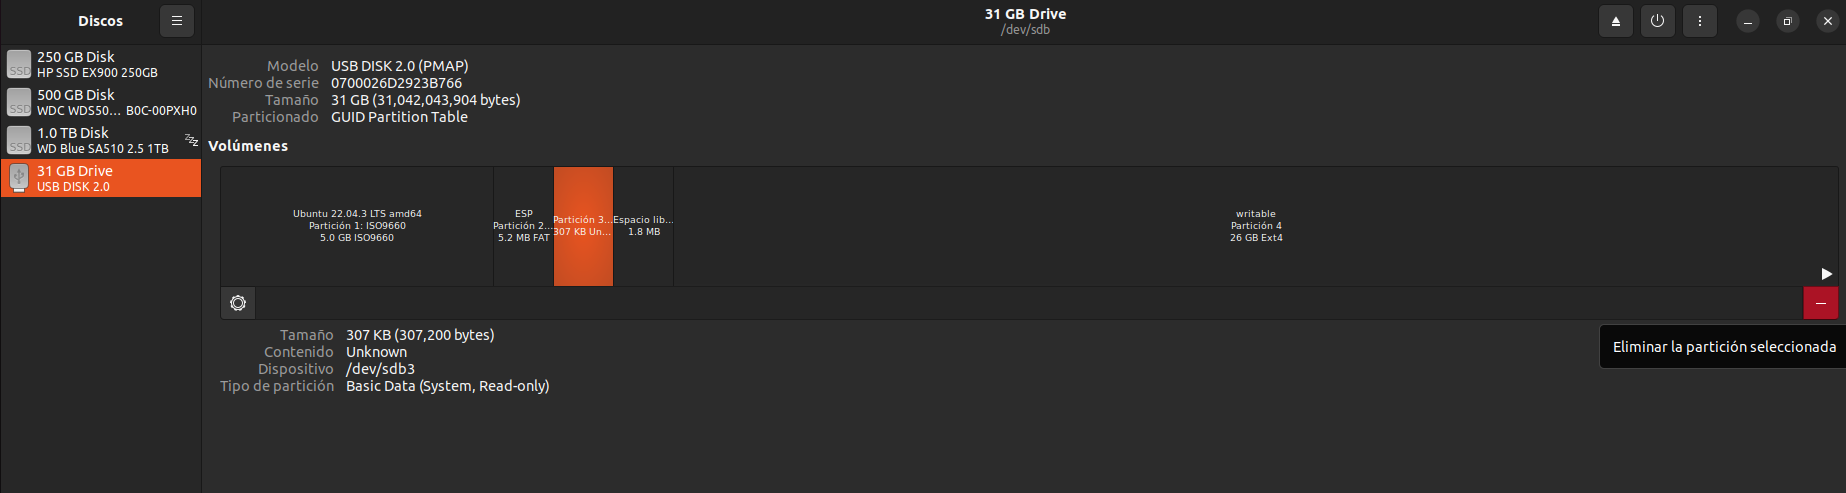 Discos
31 GB Drive
/dev/sdb
250 GB Disk
HP SSD EX900 250GB
500 GB Disk
WDC WDS50... B0C-00PXH0
1.0 TB Disk
WD Blue SA510 2.5 1TB
31 GB Drive
USB DISK 2.0
SSD
SSD
SSD
Modelo USB DISK 2.0 (PMAP)
Número de serie 0700026D2923B766
Tamaño 31 GB (31,042,043,904 bytes)
Particionado GUID Partition Table
Volúmenes
Ubuntu 22.04.3 LTS amd64
Partición 1: ISO9660
5.0 GB ISO9660
ESP
Partición 2...
5.2 MB FAT
Partición 3...
307 KB Un...
Espacio lib...
1.8 MB
writable
Partición 4
26 GB Ext4
Tamaño 307 KB (307,200 bytes)
Contenido Unknown
Dispositivo /dev/sdb3
Tipo de partición Basic Data (System, Read-only)
Eliminar la partición seleccionada